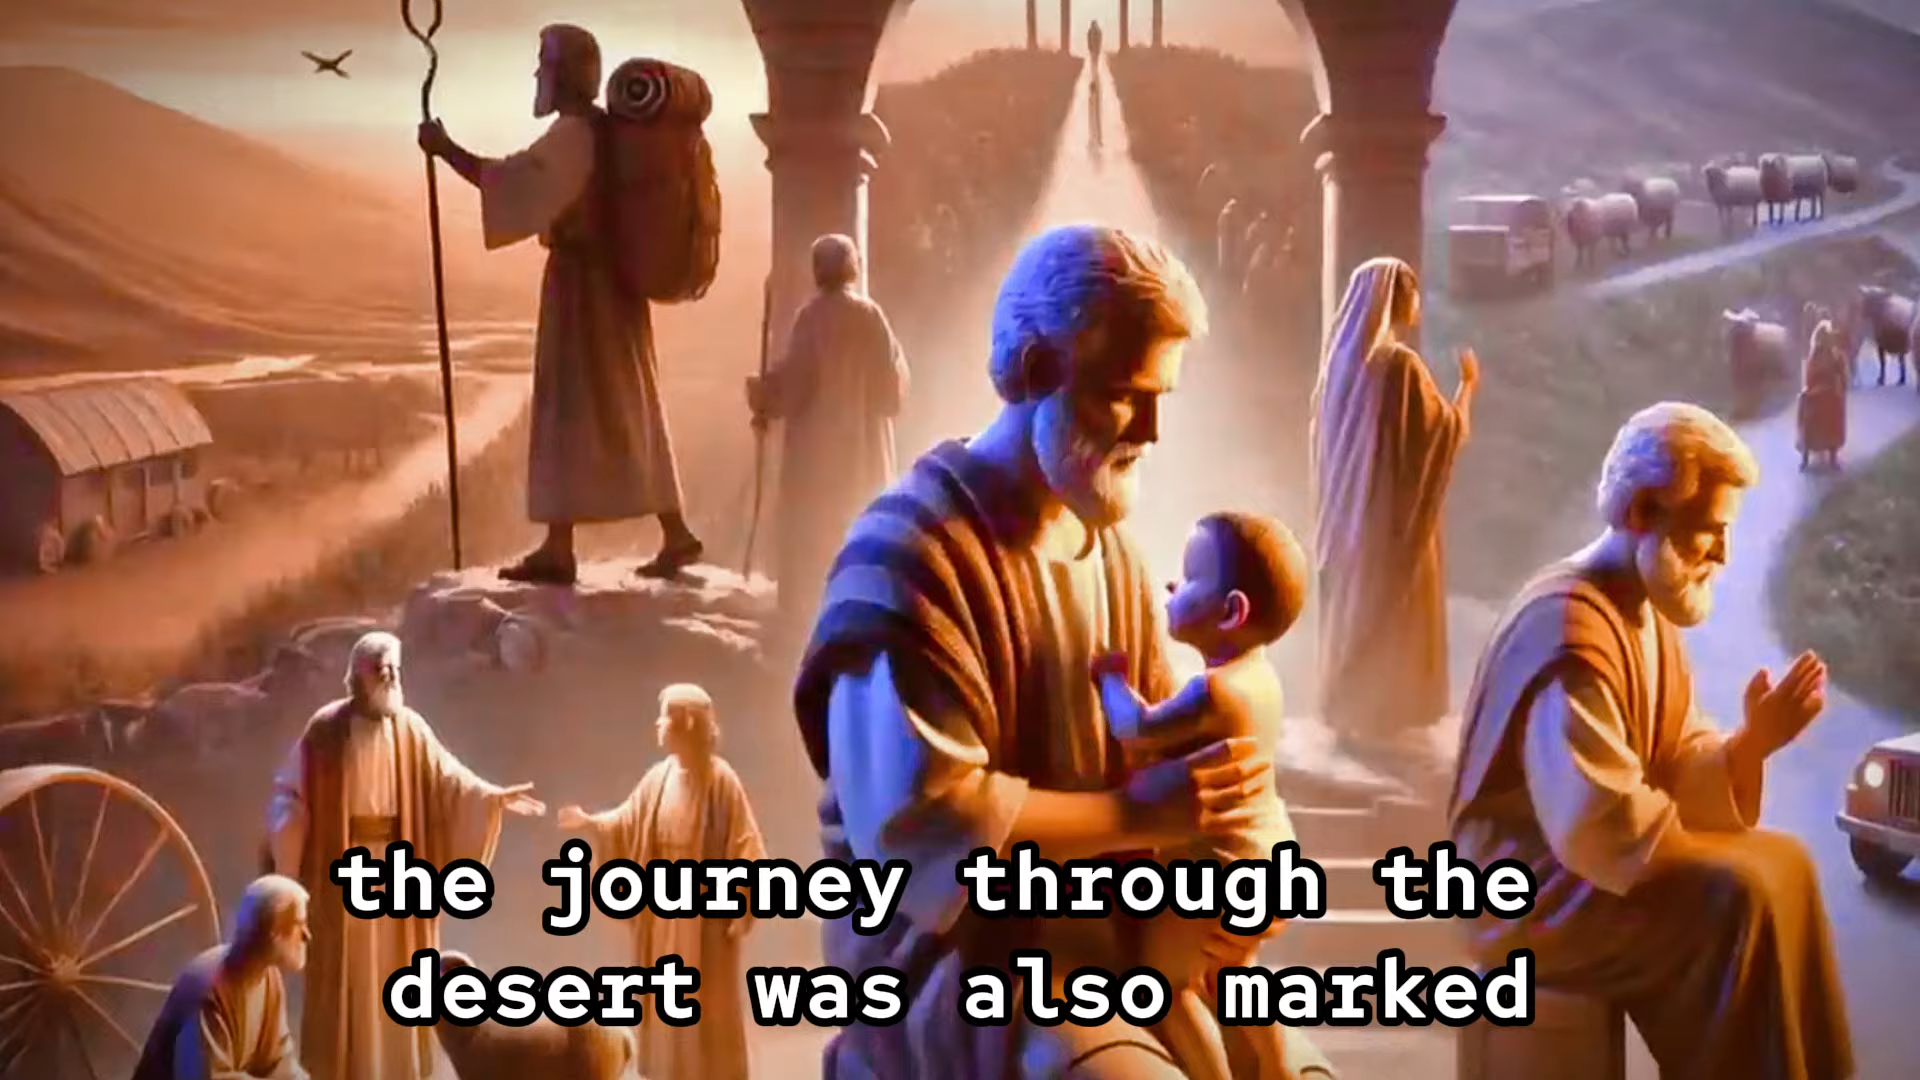 the journey through the
desert was also marked